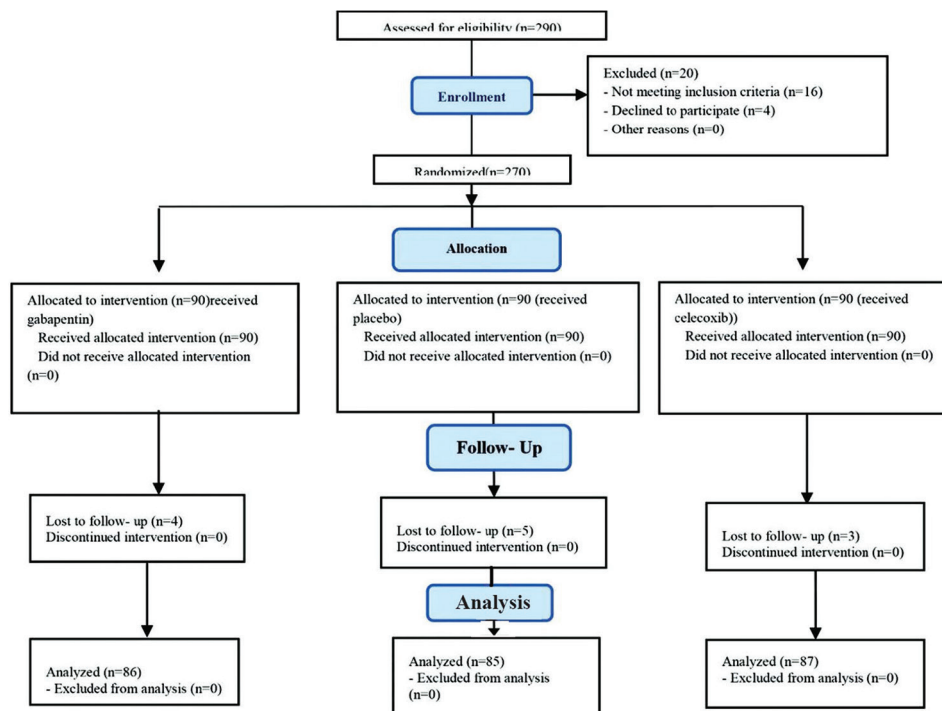 Assessed for eligibility (n=290)
Enrollment
Excluded (n=20)
- Not meeting inclusion criteria (n=16)
- Declined to participate (n=4)
- Other reasons (n=0)
Randomized(n=270)
Allocation
Allocated to intervention (n=90)received
gabapentin)
Received allocated intervention (n=90)
Did not receive allocated intervention
(n=0)
Allocated to intervention (n=90 (received
placebo)
Received allocated intervention (n=90)
Did not receive allocated intervention (n=0)
Allocated to intervention (n=90 (received
celecoxib))
Received allocated intervention (n=90)
Did not receive allocated intervention (n=0)
Follow- Up
Lost to follow- up (n=4)
Discontinued intervention (n=0)
Lost to follow- up (n=5)
Discontinued intervention (n=0)
Lost to follow- up (n=3)
Discontinued intervention (n=0)
Analysis
Analyzed (n=86)
- Excluded from analysis (n=0)
Analyzed (n=85)
- Excluded from analysis
(n=0)
Analyzed (n=87)
- Excluded from analysis (n=0)